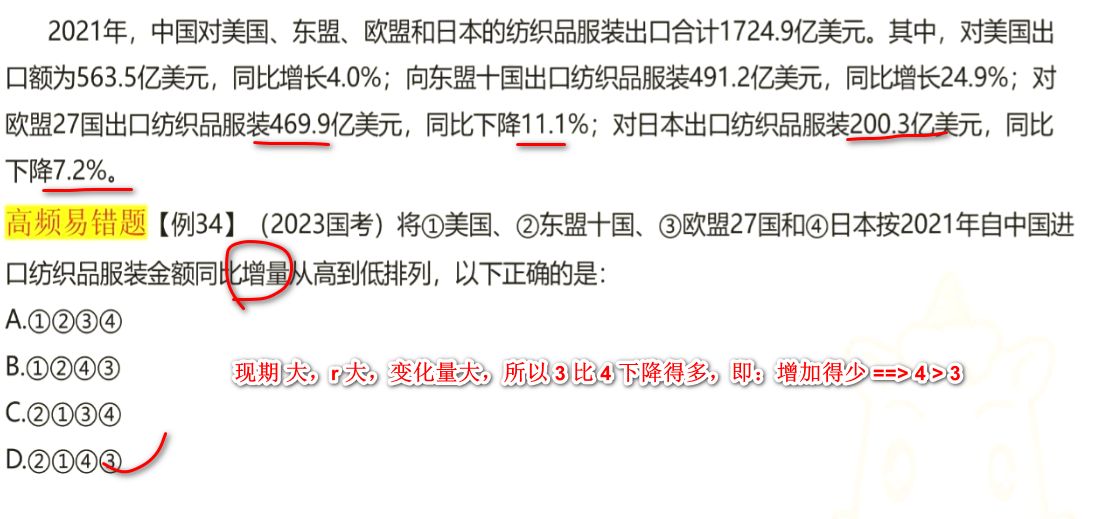 2021年，中国对美国、东盟、欧盟和日本的纺织品服装出口合计1724.9亿美元。其中，对美国出
口额为563.5亿美元，同比增长4.0%；向东盟十国出口纺织品服装491.2亿美元，同比增长24.9%；对
欧盟27国出口纺织品服装469.9亿美元，同比下降11.1%；对日本出口纺织品服装200.3亿美元，同比
下降7.2%。
高频易错题【例34】（2023国考）将①美国、②东盟十国、③欧盟27国和④日本按2021年自中国进
口纺织品服装金额同比增量从高到低排列，以下正确的是：
A.①②③④
B.①②④③
现期 大，r 大，变化量大，所以 3 比 4 下降得多，即：增加得少 ==> 4 > 3
C.②①③④
D.②①④③